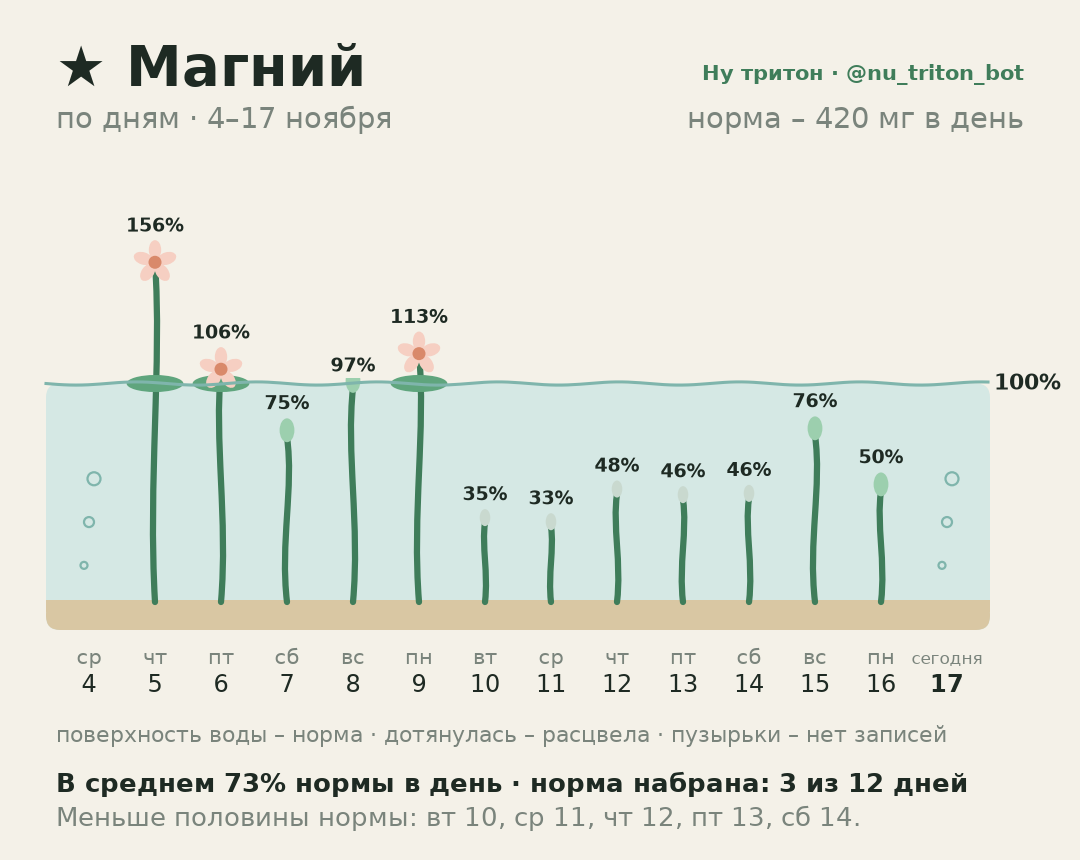 ★ Магний
Ну тритон · @nu_triton_bot
по дням · 4–17 ноября
норма – 420 мг в день
156%
106%
75%
97%
113%
35%
33%
48%
46%
46%
76%
50%
100%
ср чт пт сб вс пн вт ср чт пт сб вс пн сегодня
4 5 6 7 8 9 10 11 12 13 14 15 16 17
поверхность воды – норма · дотянулась – расцвела · пузырьки – нет записей
В среднем 73% нормы в день · норма набрана: 3 из 12 дней
Меньше половины нормы: вт 10, ср 11, чт 12, пт 13, сб 14.